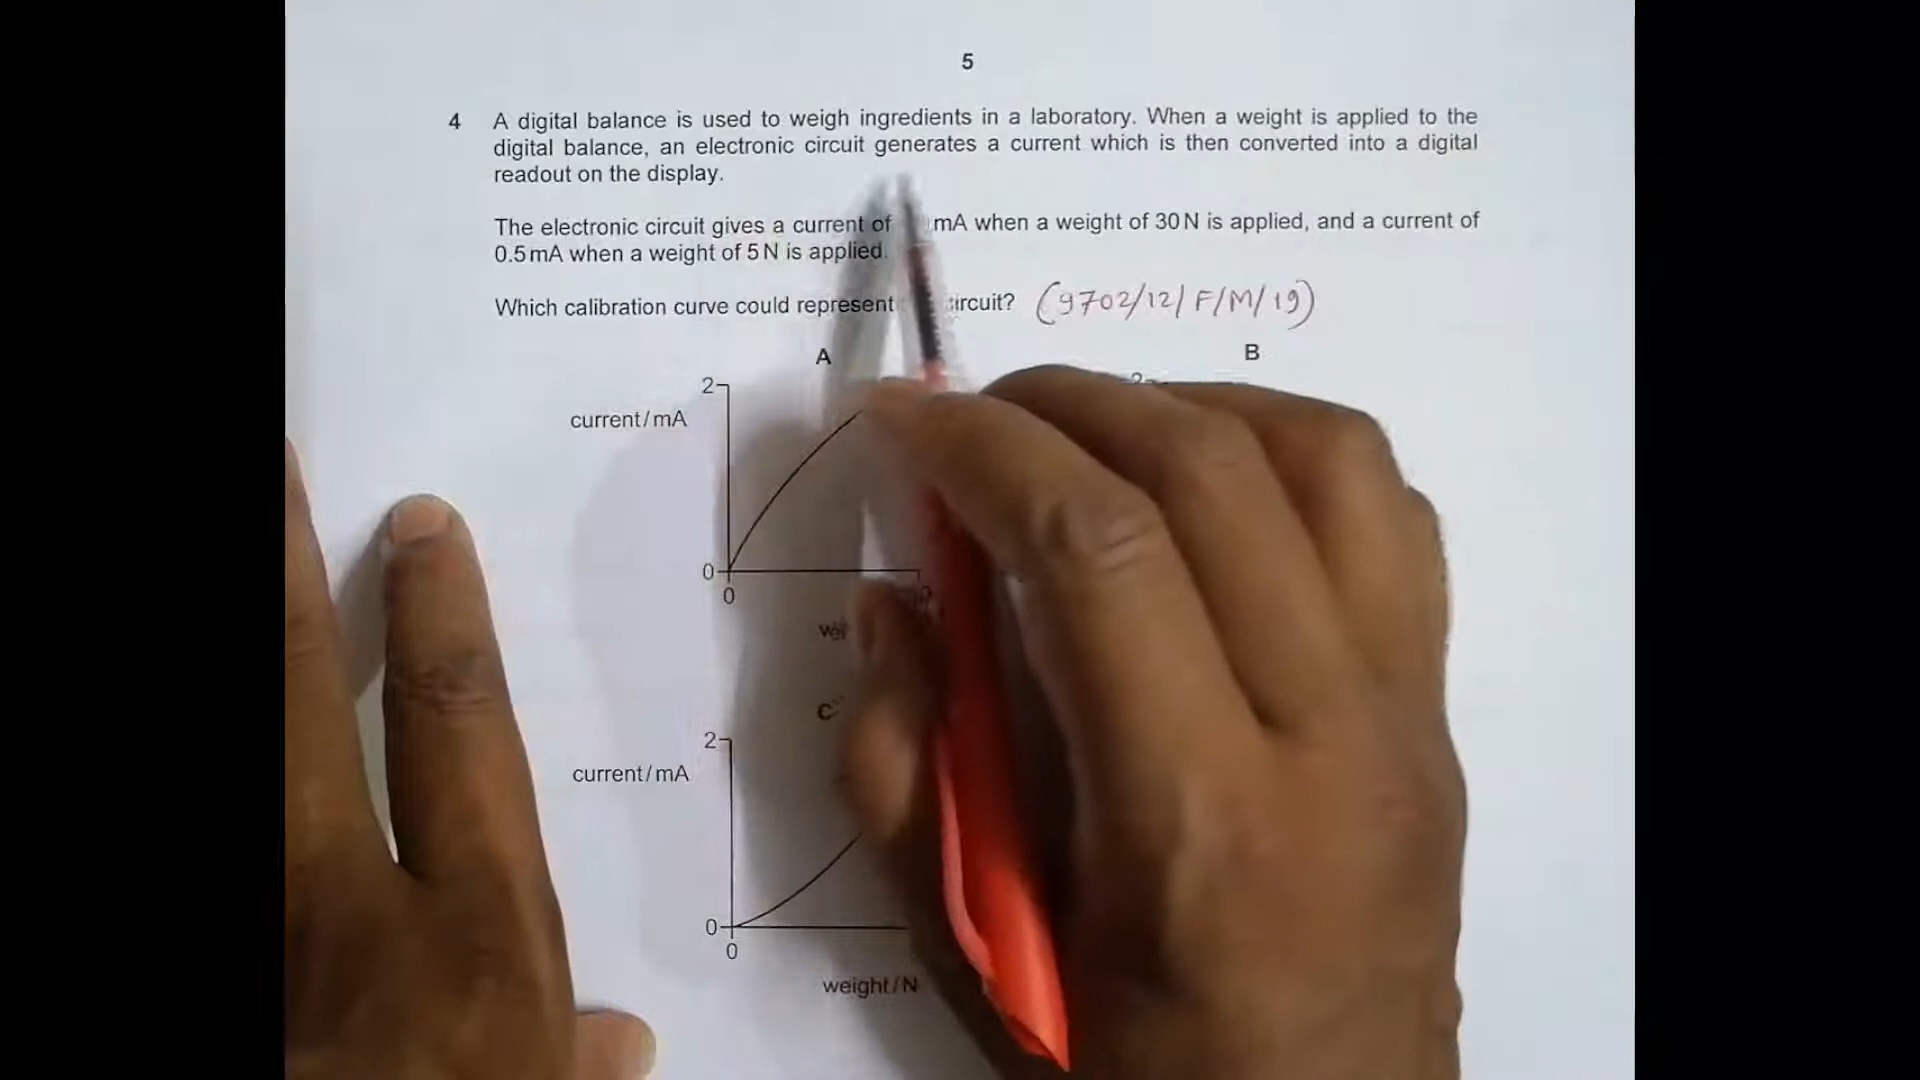 5
4 A digital balance is used to weigh ingredients in a laboratory. When a weight is applied to the
digital balance, an electronic circuit generates a current which is then converted into a digital
readout on the display.
The electronic circuit gives a current of mA when a weight of 30 N is applied, and a current of
0.5 mA when a weight of 5 N is applied.
Which calibration curve could represent circuit? (9702/12/F/M/19)
A B
2 2
current/mA
0
0
C
2
current/mA
0
0
weight/N